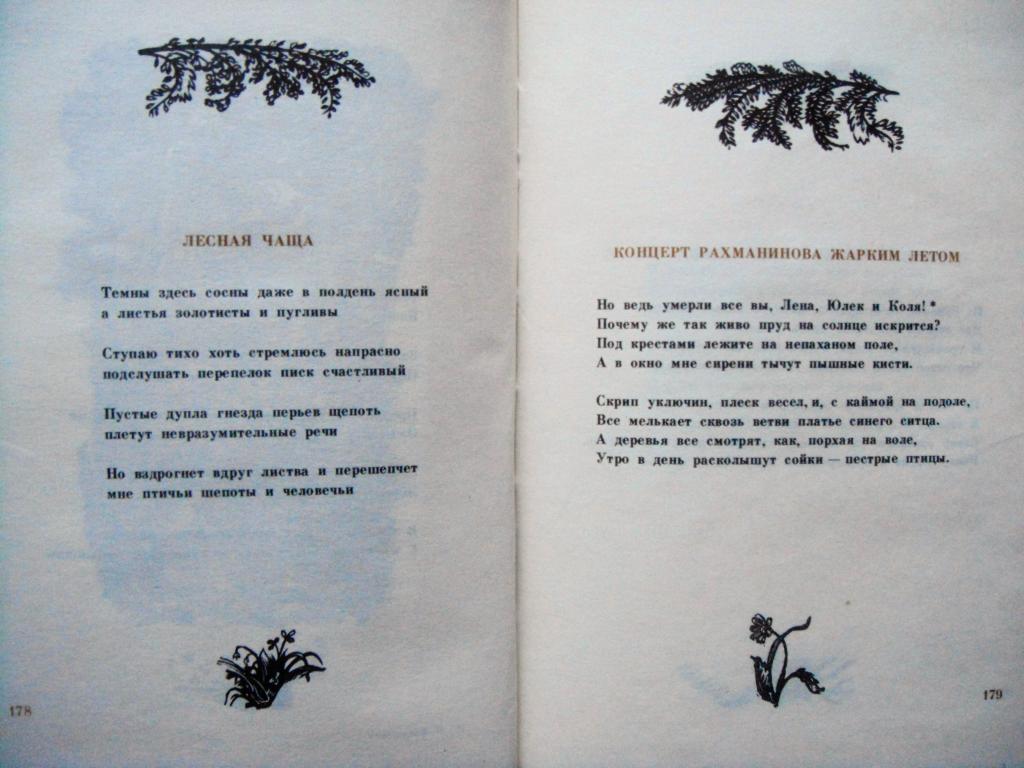 ЛЕСНАЯ ЧАЩА
Темны здесь сосны даже в полдень ясный
а листья золотисты и пугливы
Ступаю тихо хоть стремлюсь напрасно
подслушать перепелок писк счастливый
Пустые дупла гнезда перьев щепоть
плетут невразумительные речи
Но вздрогнет вдруг листва и перешепчет
мне птичьи шепоты и человечьи
178
КОНЦЕРТ РАХМАНИНОВА ЖАРКИМ ЛЕТОМ
Но ведь умерли все вы, Лена, Юлек и Коля!*
Почему же так живо пруд на солнце искрится?
Под крестами лежите на непаханом поле,
А в окно мне сирени тычут пышные кисти.
Скрип уключин, плеск весел, и, с каймой на подоле,
Все мелькает сквозь ветви платье синего ситца.
А деревья все смотрят, как, порхая на воле,
Утро в день расколышут сойки — пестрые птицы.
179